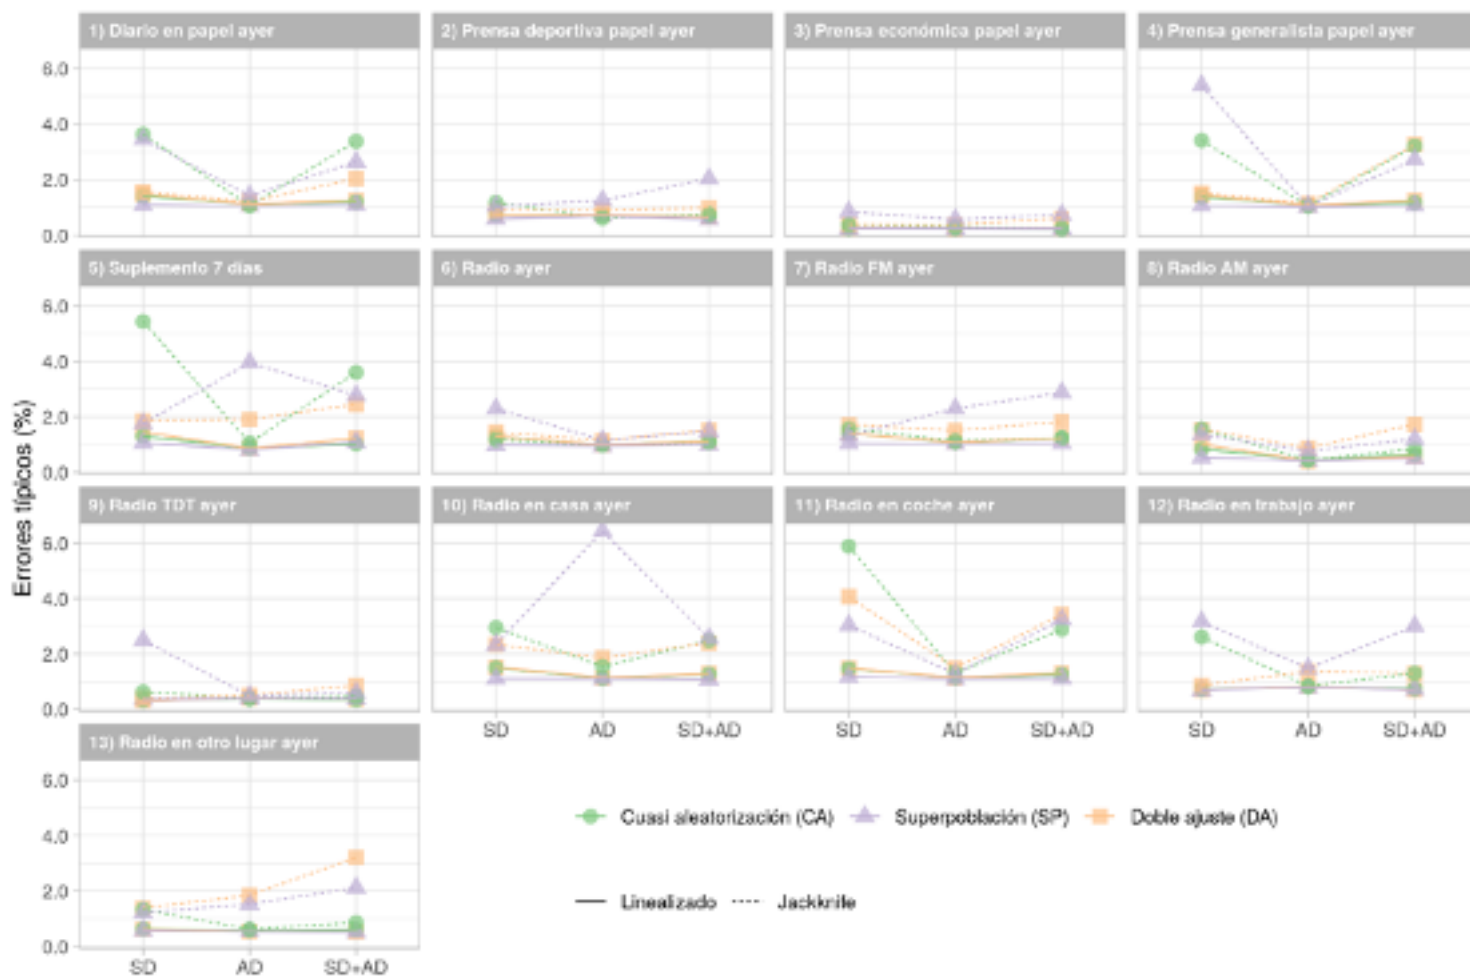 1) Diario en papel ayer
2) Prensa deportiva papel ayer
3) Prensa económica papel ayer
4) Prensa generalista papel ayer
6.0
4.0
2.0
0.0
5) Suplemento 7 días
6) Radio ayer
7) Radio FM ayer
8) Radio AM ayer
6.0
4.0
2.0
0.0
Errores típicos (%)
9) Radio TDT ayer
10) Radio en casa ayer
11) Radio en coche ayer
12) Radio en trabajo ayer
6.0
4.0
2.0
0.0
SD AD SD+AD
SD AD SD+AD
SD AD SD+AD
13) Radio en otro lugar ayer
6.0
4.0
2.0
0.0
SD AD SD+AD
Cuasi aleatorización (CA) Superpoblación (SP) Doble ajuste (DA)
Linealizado Jackknife